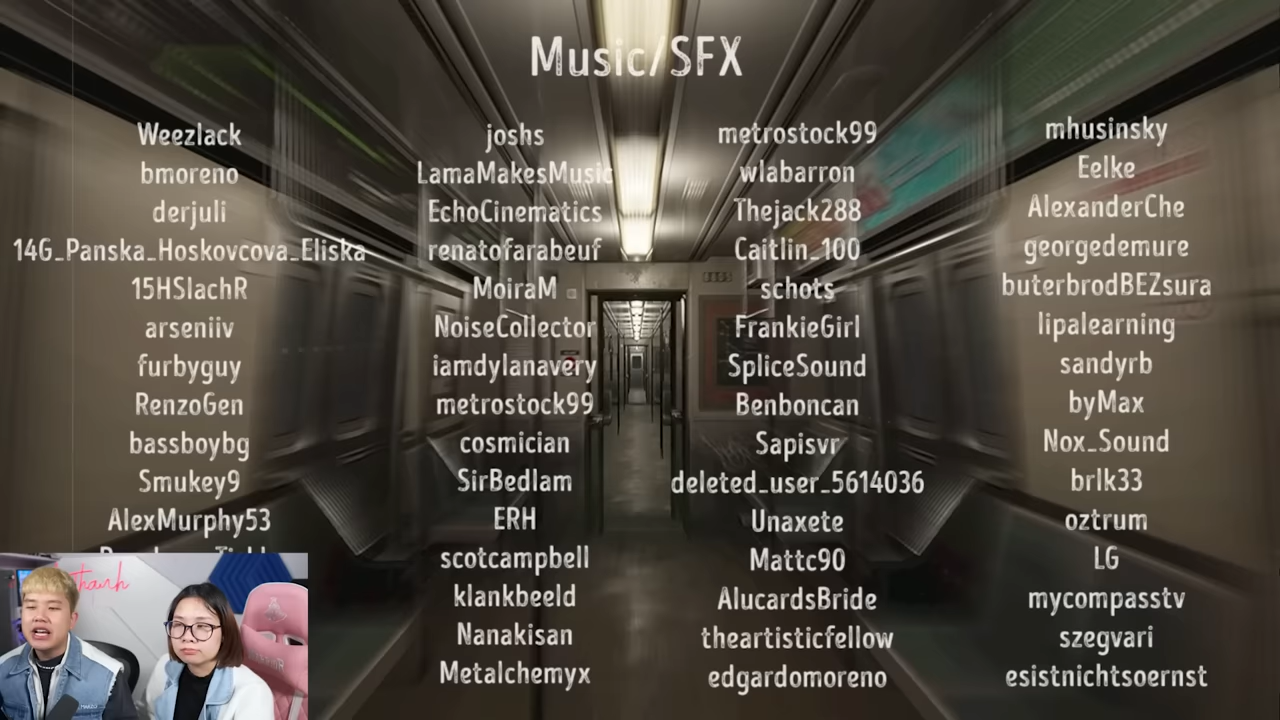 Music/SFX
Weezlack
bmoreno
derjuli
14G_Panska_Hoskovcova_Eliska
15HSlachR
arseniiv
furbyguy
RenzoGen
bassboybg
Smukey9
AlexMurphy53
joshs
LamaMakesMusic
EchoCinematics
renatofarabeuf
MoiraM
NoiseCollector
iamdylanavery
metrostock99
cosmician
SirBedlam
ERH
scotcampbell
klankbeeld
Nanakisan
Metalchemyx
metrostock99
wlabarron
Thejack288
Caitlin_100
schots
FrankieGirl
SpliceSound
Benboncan
Sapisvr
deleted_user_5614036
Unaxete
Mattc90
AlucardsBride
theartisticfellow
edgardomoreno
mhusinsky
Eelke
AlexanderChe
georgedemure
buterbrodBEZsura
lipalearning
sandyrb
byMax
Nox_Sound
brlk33
oztrum
LG
mycompasstv
szegvari
esistnichtsoernst